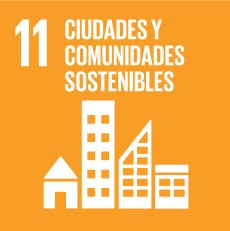 11 CIUDADES Y
COMUNIDADES
SOSTENIBLES